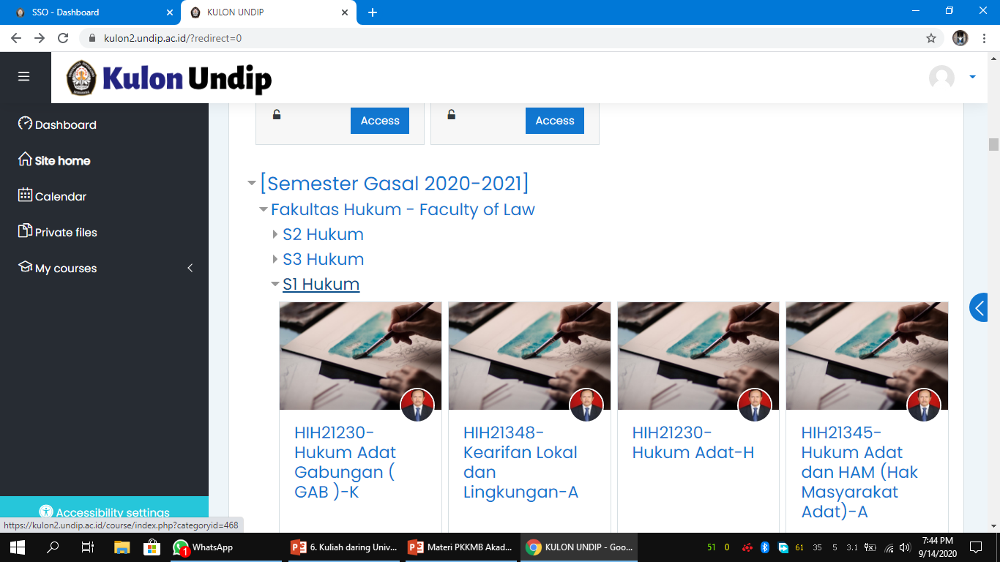 SSO - Dashboard
KULON UNDIP
kulon2.undip.ac.id/?redirect=0
Kulon Undip
Dashboard
Site home
Calendar
Private files
My courses
Accessibility settings
Access
Access
[Semester Gasal 2020-2021]
Fakultas Hukum - Faculty of Law
S2 Hukum
S3 Hukum
S1 Hukum
HIH21230-
Hukum Adat
Gabungan (
GAB )-K
HIH21348-
Kearifan Lokal
dan
Lingkungan-A
HIH21230-
Hukum Adat-H
HIH21345-
Hukum Adat
dan HAM (Hak
Masyarakat
Adat)-A
https://kulon2.undip.ac.id/course/index.php?categoryid=468
1
WhatsApp
6. Kuliah daring Univ...
Materi PKKMB Akad...
KULON UNDIP - Goo...
51 0 61 35 5 3.1
7:44 PM
9/14/2020